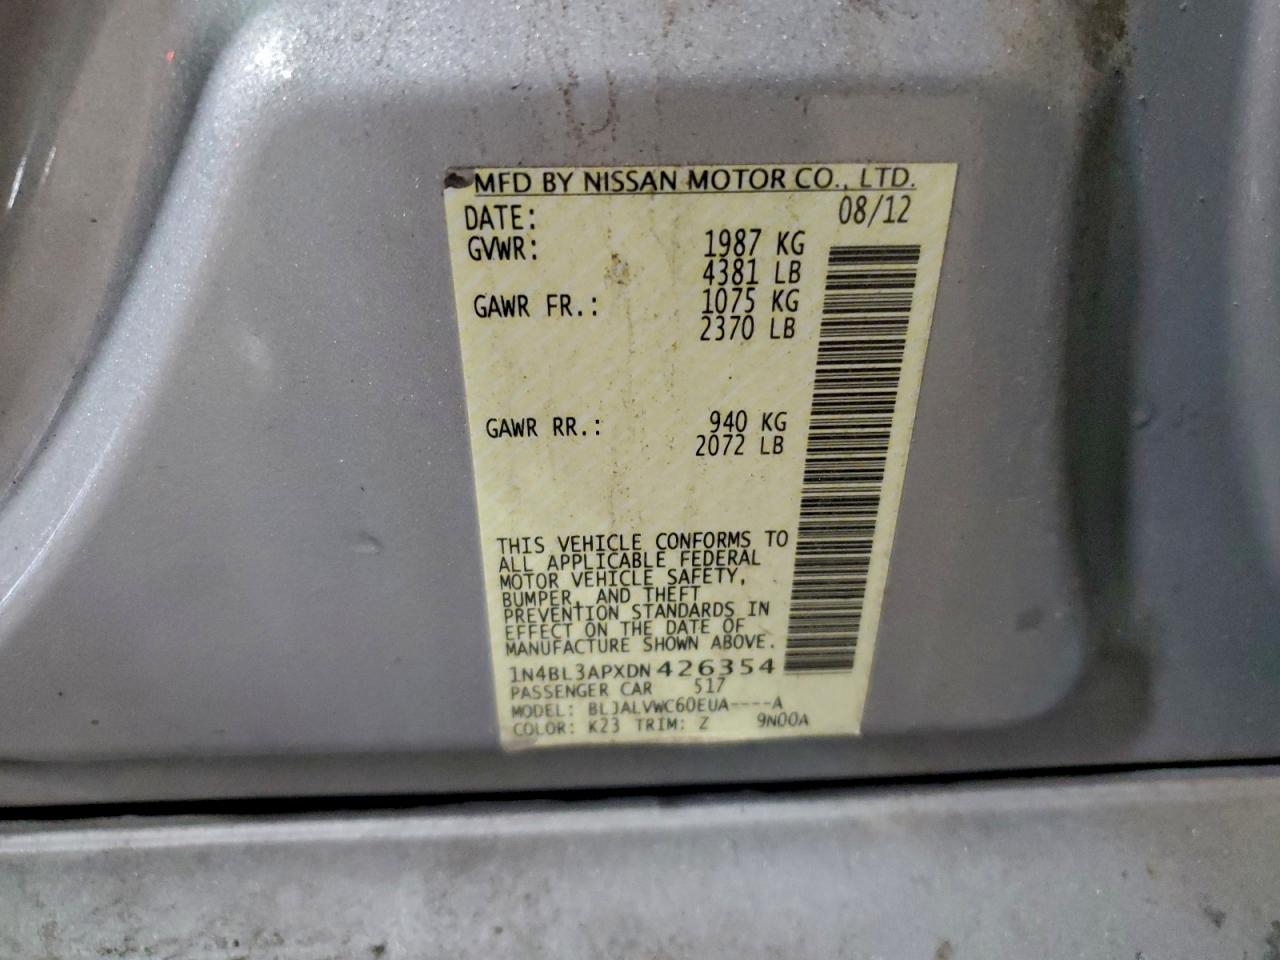 MFD BY NISSAN MOTOR CO., LTD.
DATE: 08/12
GVWR: 1987 KG
4381 LB
GAWR FR.: 1075 KG
2370 LB
GAWR RR.: 940 KG
2072 LB
THIS VEHICLE CONFORMS TO
ALL APPLICABLE FEDERAL
MOTOR VEHICLE SAFETY,
BUMPER, AND THEFT
PREVENTION STANDARDS IN
EFFECT ON THE DATE OF
MANUFACTURE SHOWN ABOVE.
1N4BL3APXDN426354
PASSENGER CAR 517
MODEL: BLJALVWC60EUA----A
COLOR: K23 TRIM: Z 9N00A